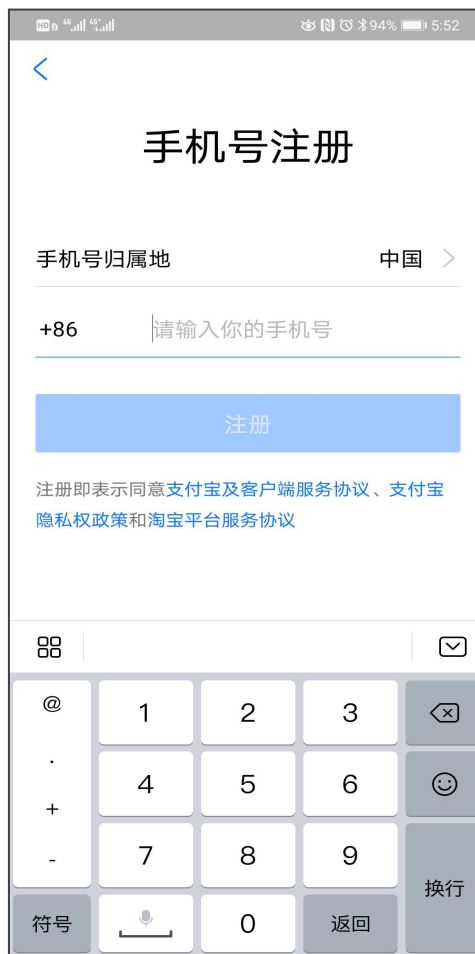 HD 2 4G 4G+ 94% 5:52
手机号注册
手机号归属地 中国
+86 请输入你的手机号
注册
注册即表示同意支付宝及客户端服务协议、支付宝
隐私权政策和淘宝平台服务协议
@ 1 2 3
. 4 5 6
+
- 7 8 9
换行
符号 0 返回